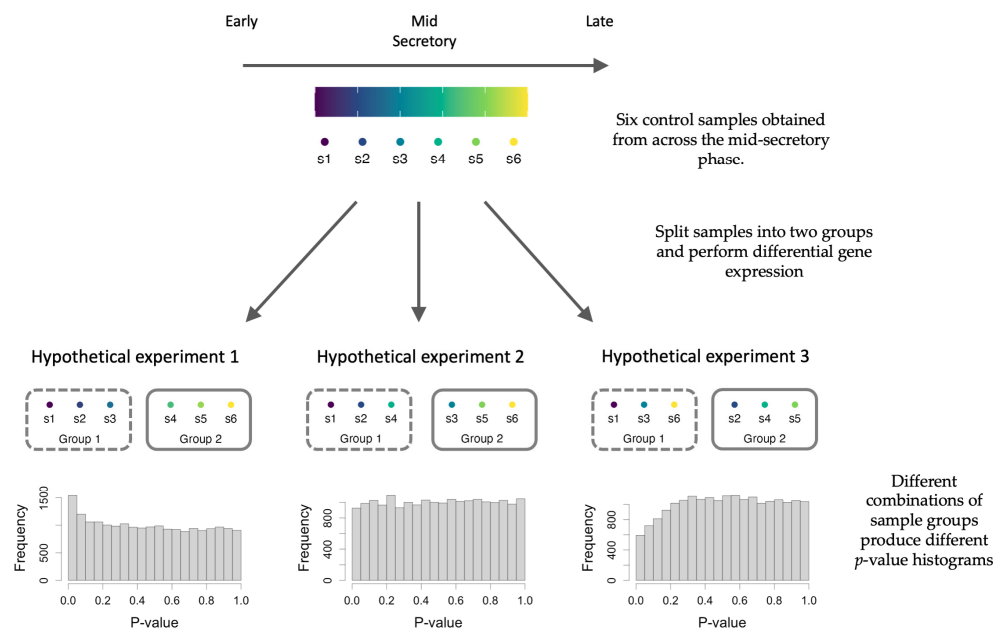 Early
Mid
Secretory
Late
s1 s2 s3 s4 s5 s6
Six control samples obtained
from across the mid-secretory
phase.
Split samples into two groups
and perform differential gene
expression
Hypothetical experiment 1
s1 s2 s3
Group 1
s4 s5 s6
Group 2
Frequency
0 500 1500
0.0 0.2 0.4 0.6 0.8 1.0
P-value
Hypothetical experiment 2
s1 s2 s4
Group 1
s3 s5 s6
Group 2
Frequency
0 400 800
0.0 0.2 0.4 0.6 0.8 1.0
P-value
Hypothetical experiment 3
s1 s3 s6
Group 1
s2 s4 s5
Group 2
Frequency
0 400 800
0.0 0.2 0.4 0.6 0.8 1.0
P-value
Different
combinations of
sample groups
produce different
p-value histograms